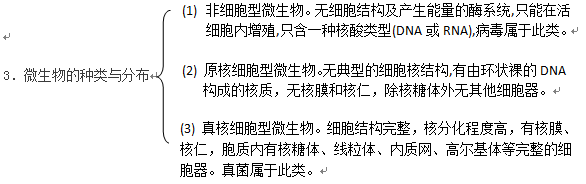 (1) 非细胞型微生物。无细胞结构及产生能量的酶系统,只能在活
细胞内增殖,只含一种核酸类型(DNA 或 RNA),病毒属于此类。
3．微生物的种类与分布
(2) 原核细胞型微生物。无典型的细胞核结构,有由环状裸的 DNA
构成的核质，无核膜和核仁，除核糖体外无其他细胞器。
(3) 真核细胞型微生物。细胞结构完整，核分化程度高，有核膜、
核仁，胞质内有核糖体、线粒体、内质网、高尔基体等完整的细
胞器。真菌属于此类。